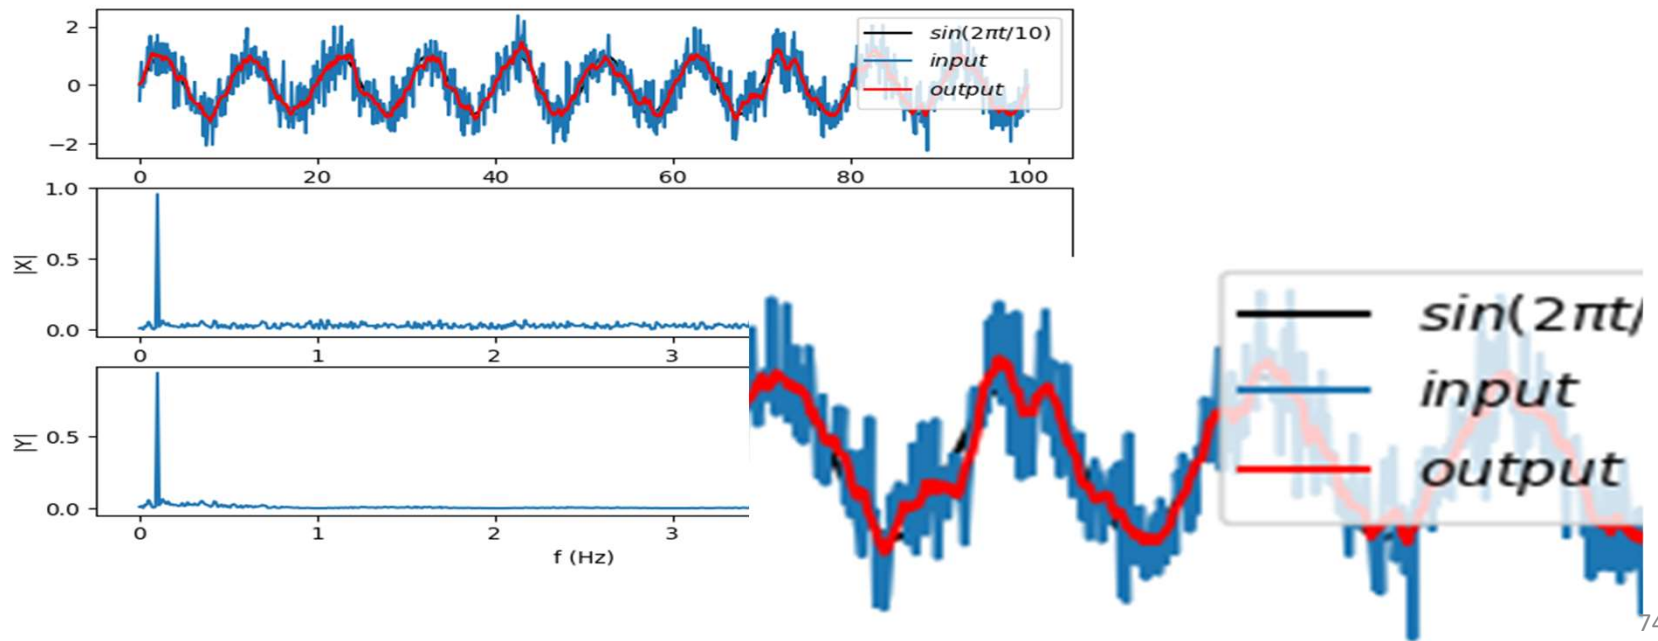 2
0
−2
sin(2πt/10)
input
output
0 20 40 60 80 100
1.0
0.5
0.0
|X|
0 1 2 3
0.5
0.0
|Y|
0 1 2 3
f (Hz)
sin(2πt/
input
output
74